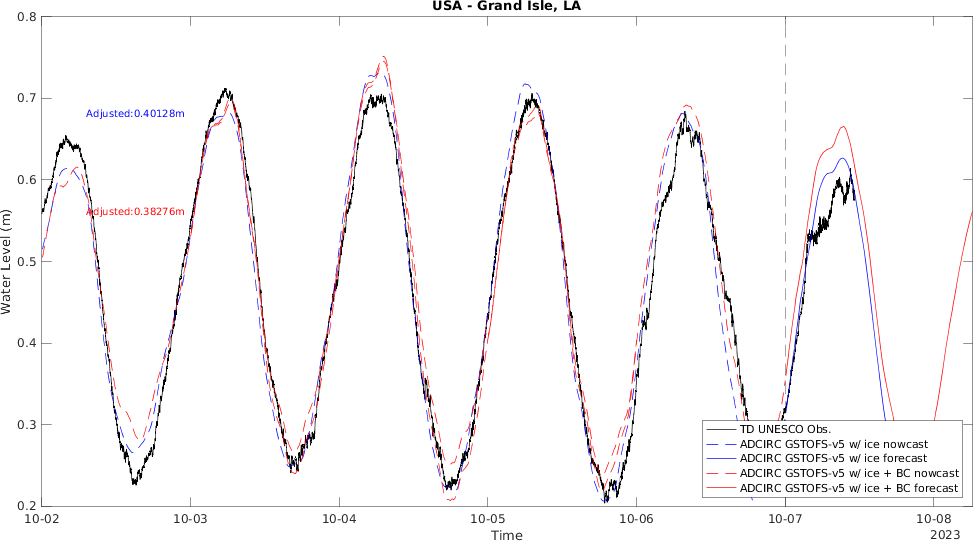 USA - Grand Isle, LA
0.8
0.7
0.6
0.5
0.4
0.3
0.2
Water Level (m)
Adjusted:0.40128m
Adjusted:0.38276m
TD UNESCO Obs.
ADCIRC GSTOFS-v5 w/ ice nowcast
ADCIRC GSTOFS-v5 w/ ice forecast
ADCIRC GSTOFS-v5 w/ ice + BC nowcast
ADCIRC GSTOFS-v5 w/ ice + BC forecast
10-02 10-03 10-04 10-05 10-06 10-07 10-08
Time
2023